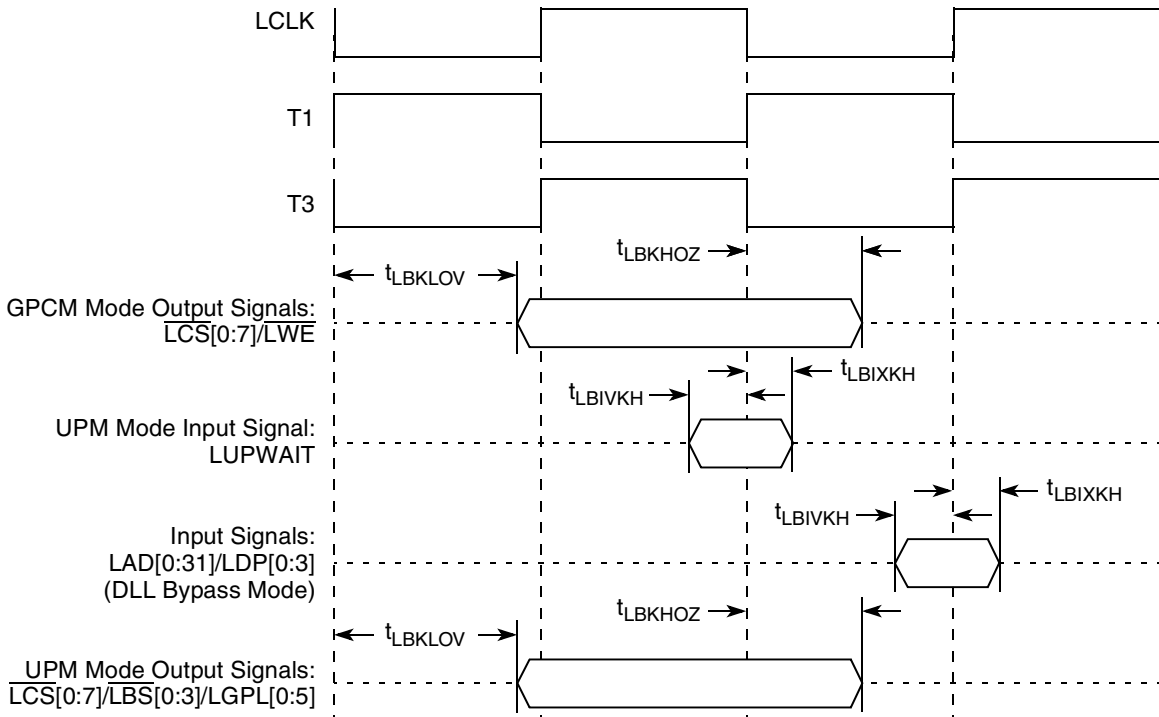 LCLK
T1
T3
tLBKHOZ
tLBKLOV
GPCM Mode Output Signals:
LCS[0:7]/LWE
tLBIXKH
tLBIVKH
UPM Mode Input Signal:
LUPWAIT
tLBIXKH
tLBIVKH
Input Signals:
LAD[0:31]/LDP[0:3]
(DLL Bypass Mode)
tLBKHOZ
tLBKLOV
UPM Mode Output Signals:
LCS[0:7]/LBS[0:3]/LGPL[0:5]